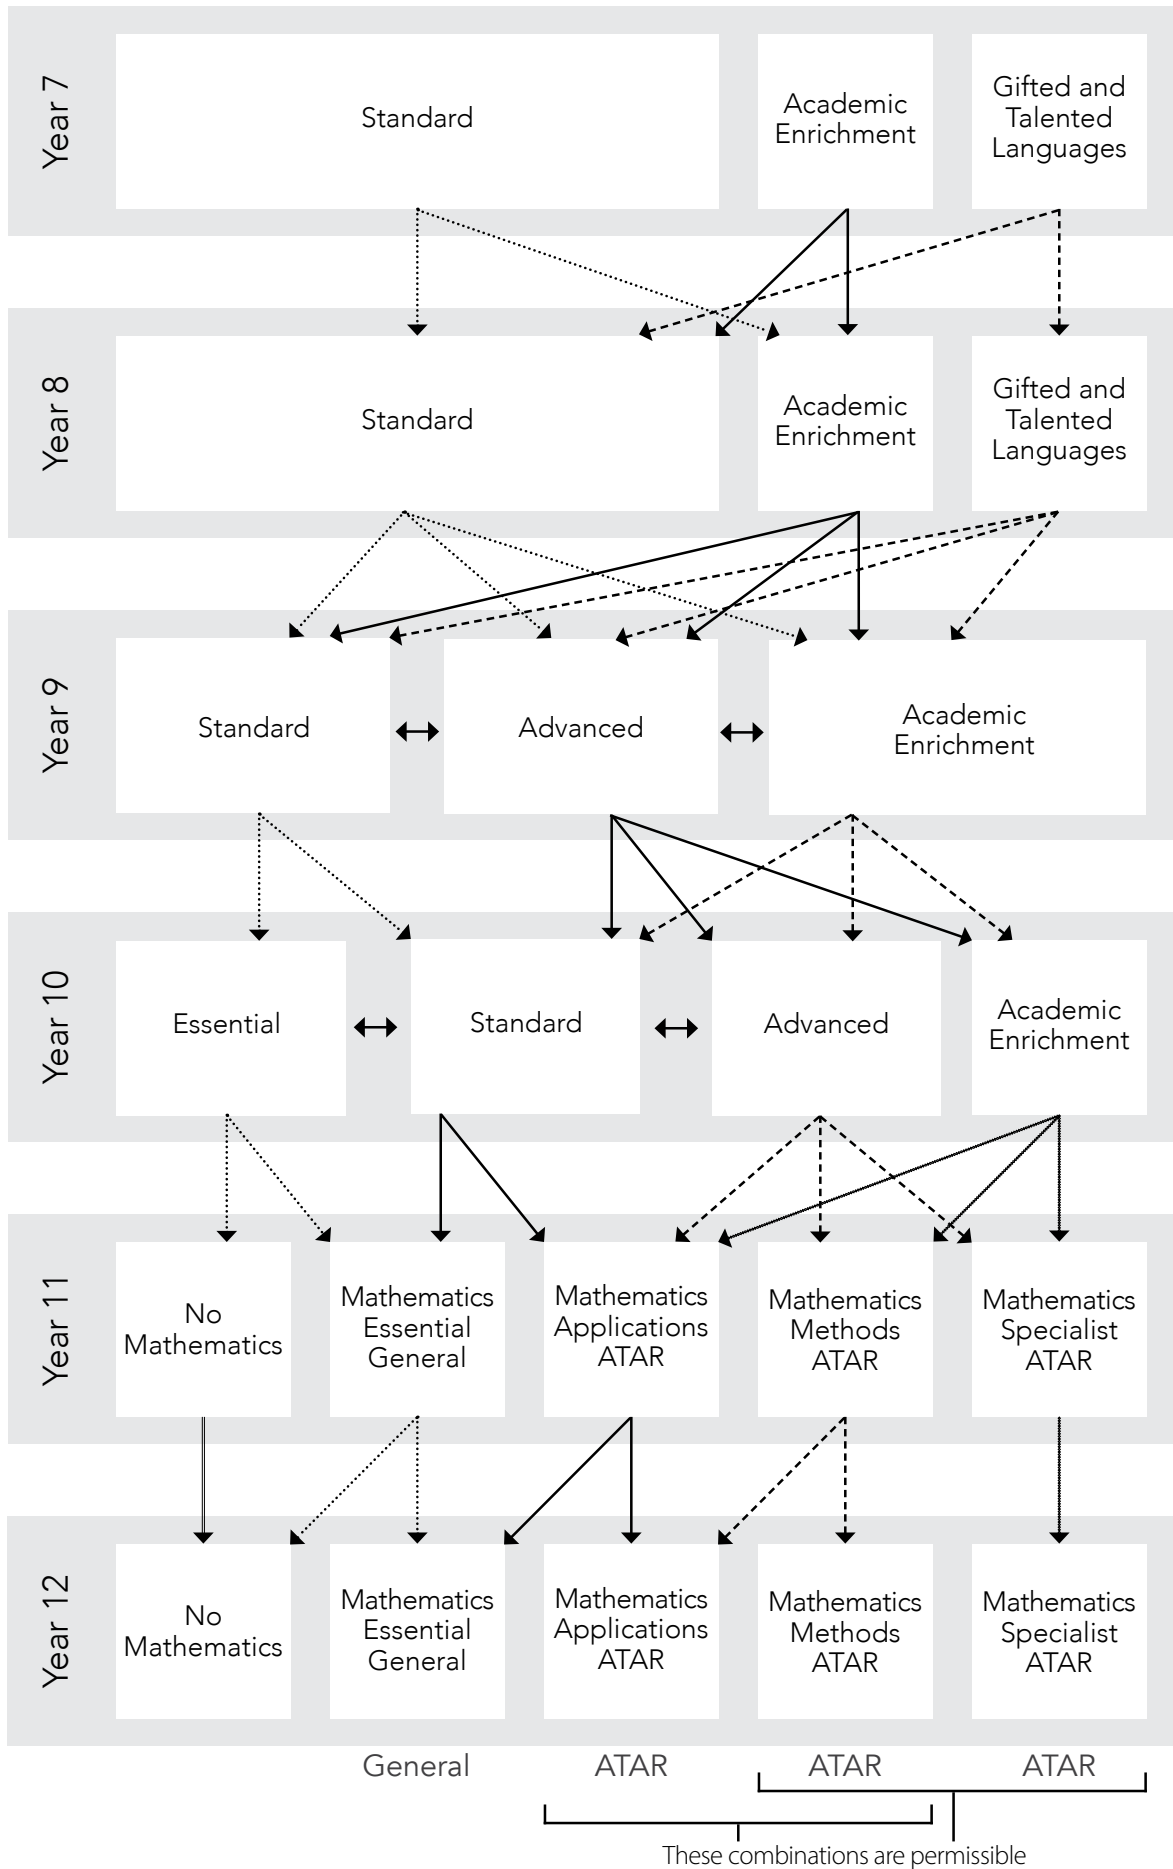 Year 7
Standard
Academic
Enrichment
Gifted and
Talented
Languages
Year 8
Standard
Academic
Enrichment
Gifted and
Talented
Languages
Year 9
Standard
Advanced
Academic
Enrichment
Year 10
Essential
Standard
Advanced
Academic
Enrichment
Year 11
No
Mathematics
Mathematics
Essential
General
Mathematics
Applications
ATAR
Mathematics
Methods
ATAR
Mathematics
Specialist
ATAR
Year 12
No
Mathematics
Mathematics
Essential
General
Mathematics
Applications
ATAR
Mathematics
Methods
ATAR
Mathematics
Specialist
ATAR
General
ATAR
ATAR
ATAR
These combinations are permissible